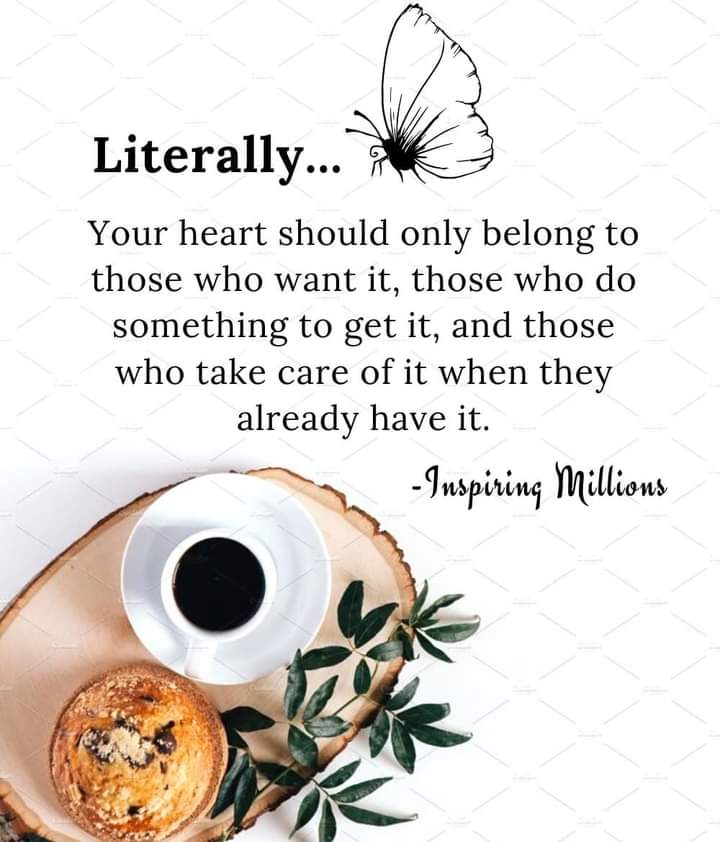 Literally...
Your heart should only belong to
those who want it, those who do
something to get it, and those
who take care of it when they
already have it.
-Inspiring Millions